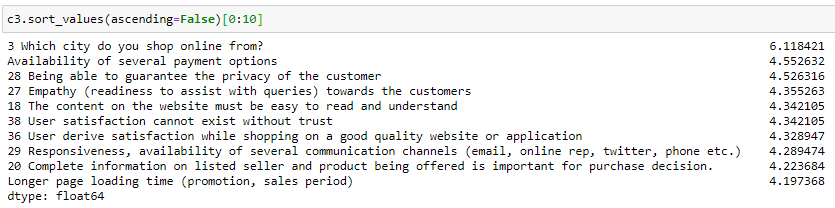 c3.sort_values(ascending=False)[0:10]
3 Which city do you shop online from? 6.118421
Availability of several payment options 4.552632
28 Being able to guarantee the privacy of the customer 4.526316
27 Empathy (readiness to assist with queries) towards the customers 4.355263
18 The content on the website must be easy to read and understand 4.342105
38 User satisfaction cannot exist without trust 4.342105
36 User derive satisfaction while shopping on a good quality website or application 4.328947
29 Responsiveness, availability of several communication channels (email, online rep, twitter, phone etc.) 4.289474
20 Complete information on listed seller and product being offered is important for purchase decision. 4.223684
Longer page loading time (promotion, sales period) 4.197368
dtype: float64